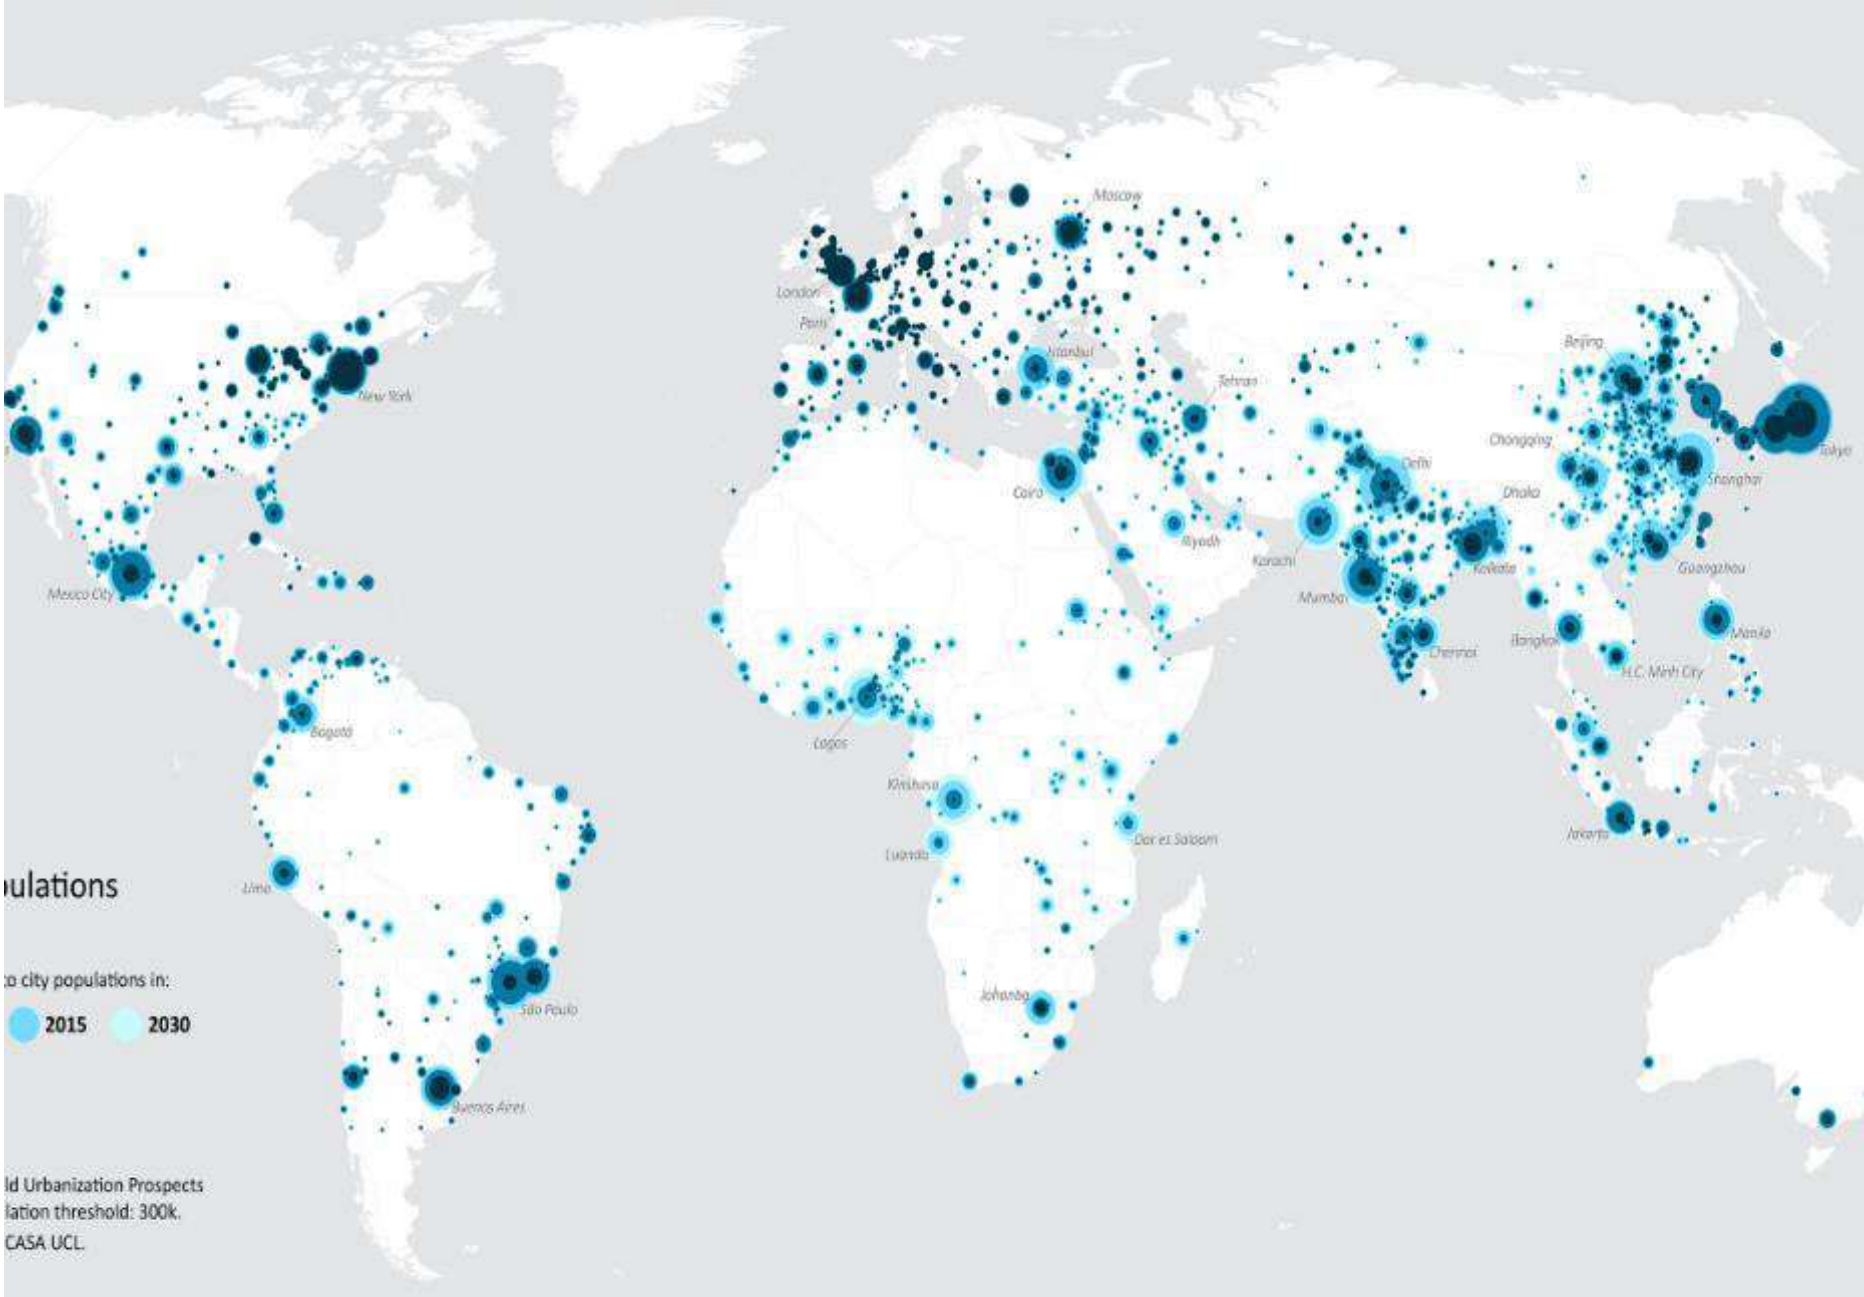 Moscow
London
Paris
Istanbul
Beijing
Tehran
New York
Chongqing
Tokyo
Delhi
Shanghai
Cairo
Dhaka
Riyadh
Karachi
Kolkata
Guangzhou
Mexico City
Mumbai
Bangkok
Manila
Chennai
H.C. Minh City
Bogotá
Lagos
Kinshasa
Jakarta
Dar es Salaam
Luanda
Lima
ulations
Johanbg
o city populations in:
São Paulo
2015 2030
Buenos Aires
ld Urbanization Prospects
lation threshold: 300k.
CASA UCL.